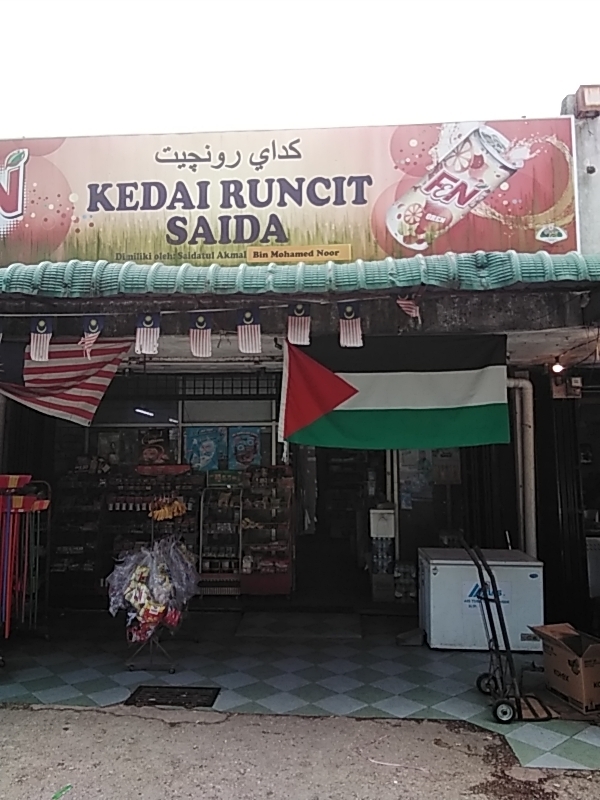 كداي رونچيت
KEDAI RUNCIT
SAIDA
Dimiliki oleh: Saidatul Akmal Bin Mohamed Noor
F&N